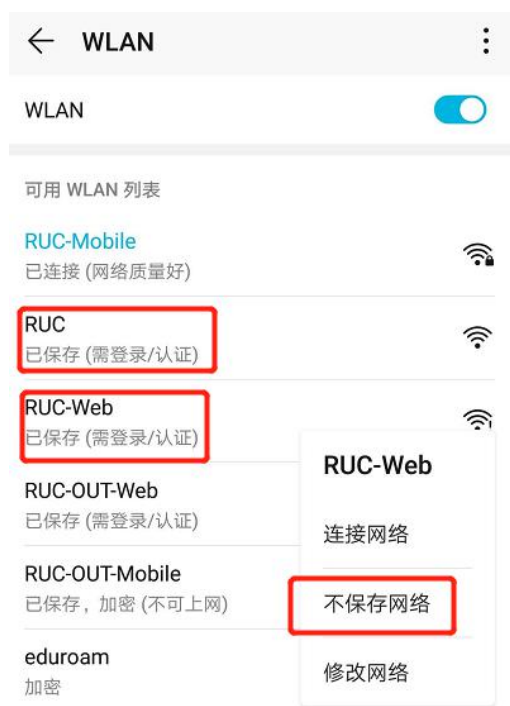 WLAN
WLAN
可用 WLAN 列表
RUC-Mobile
已连接 (网络质量好)
RUC
已保存 (需登录/认证)
RUC-Web
已保存 (需登录/认证)
RUC-OUT-Web
已保存 (需登录/认证)
RUC-OUT-Mobile
已保存，加密 (不可上网)
eduroam
加密
RUC-Web
连接网络
不保存网络
修改网络